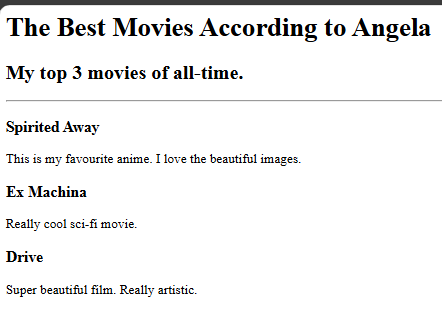 The Best Movies According to Angela
My top 3 movies of all-time.
Spirited Away
This is my favourite anime. I love the beautiful images.
Ex Machina
Really cool sci-fi movie.
Drive
Super beautiful film. Really artistic.